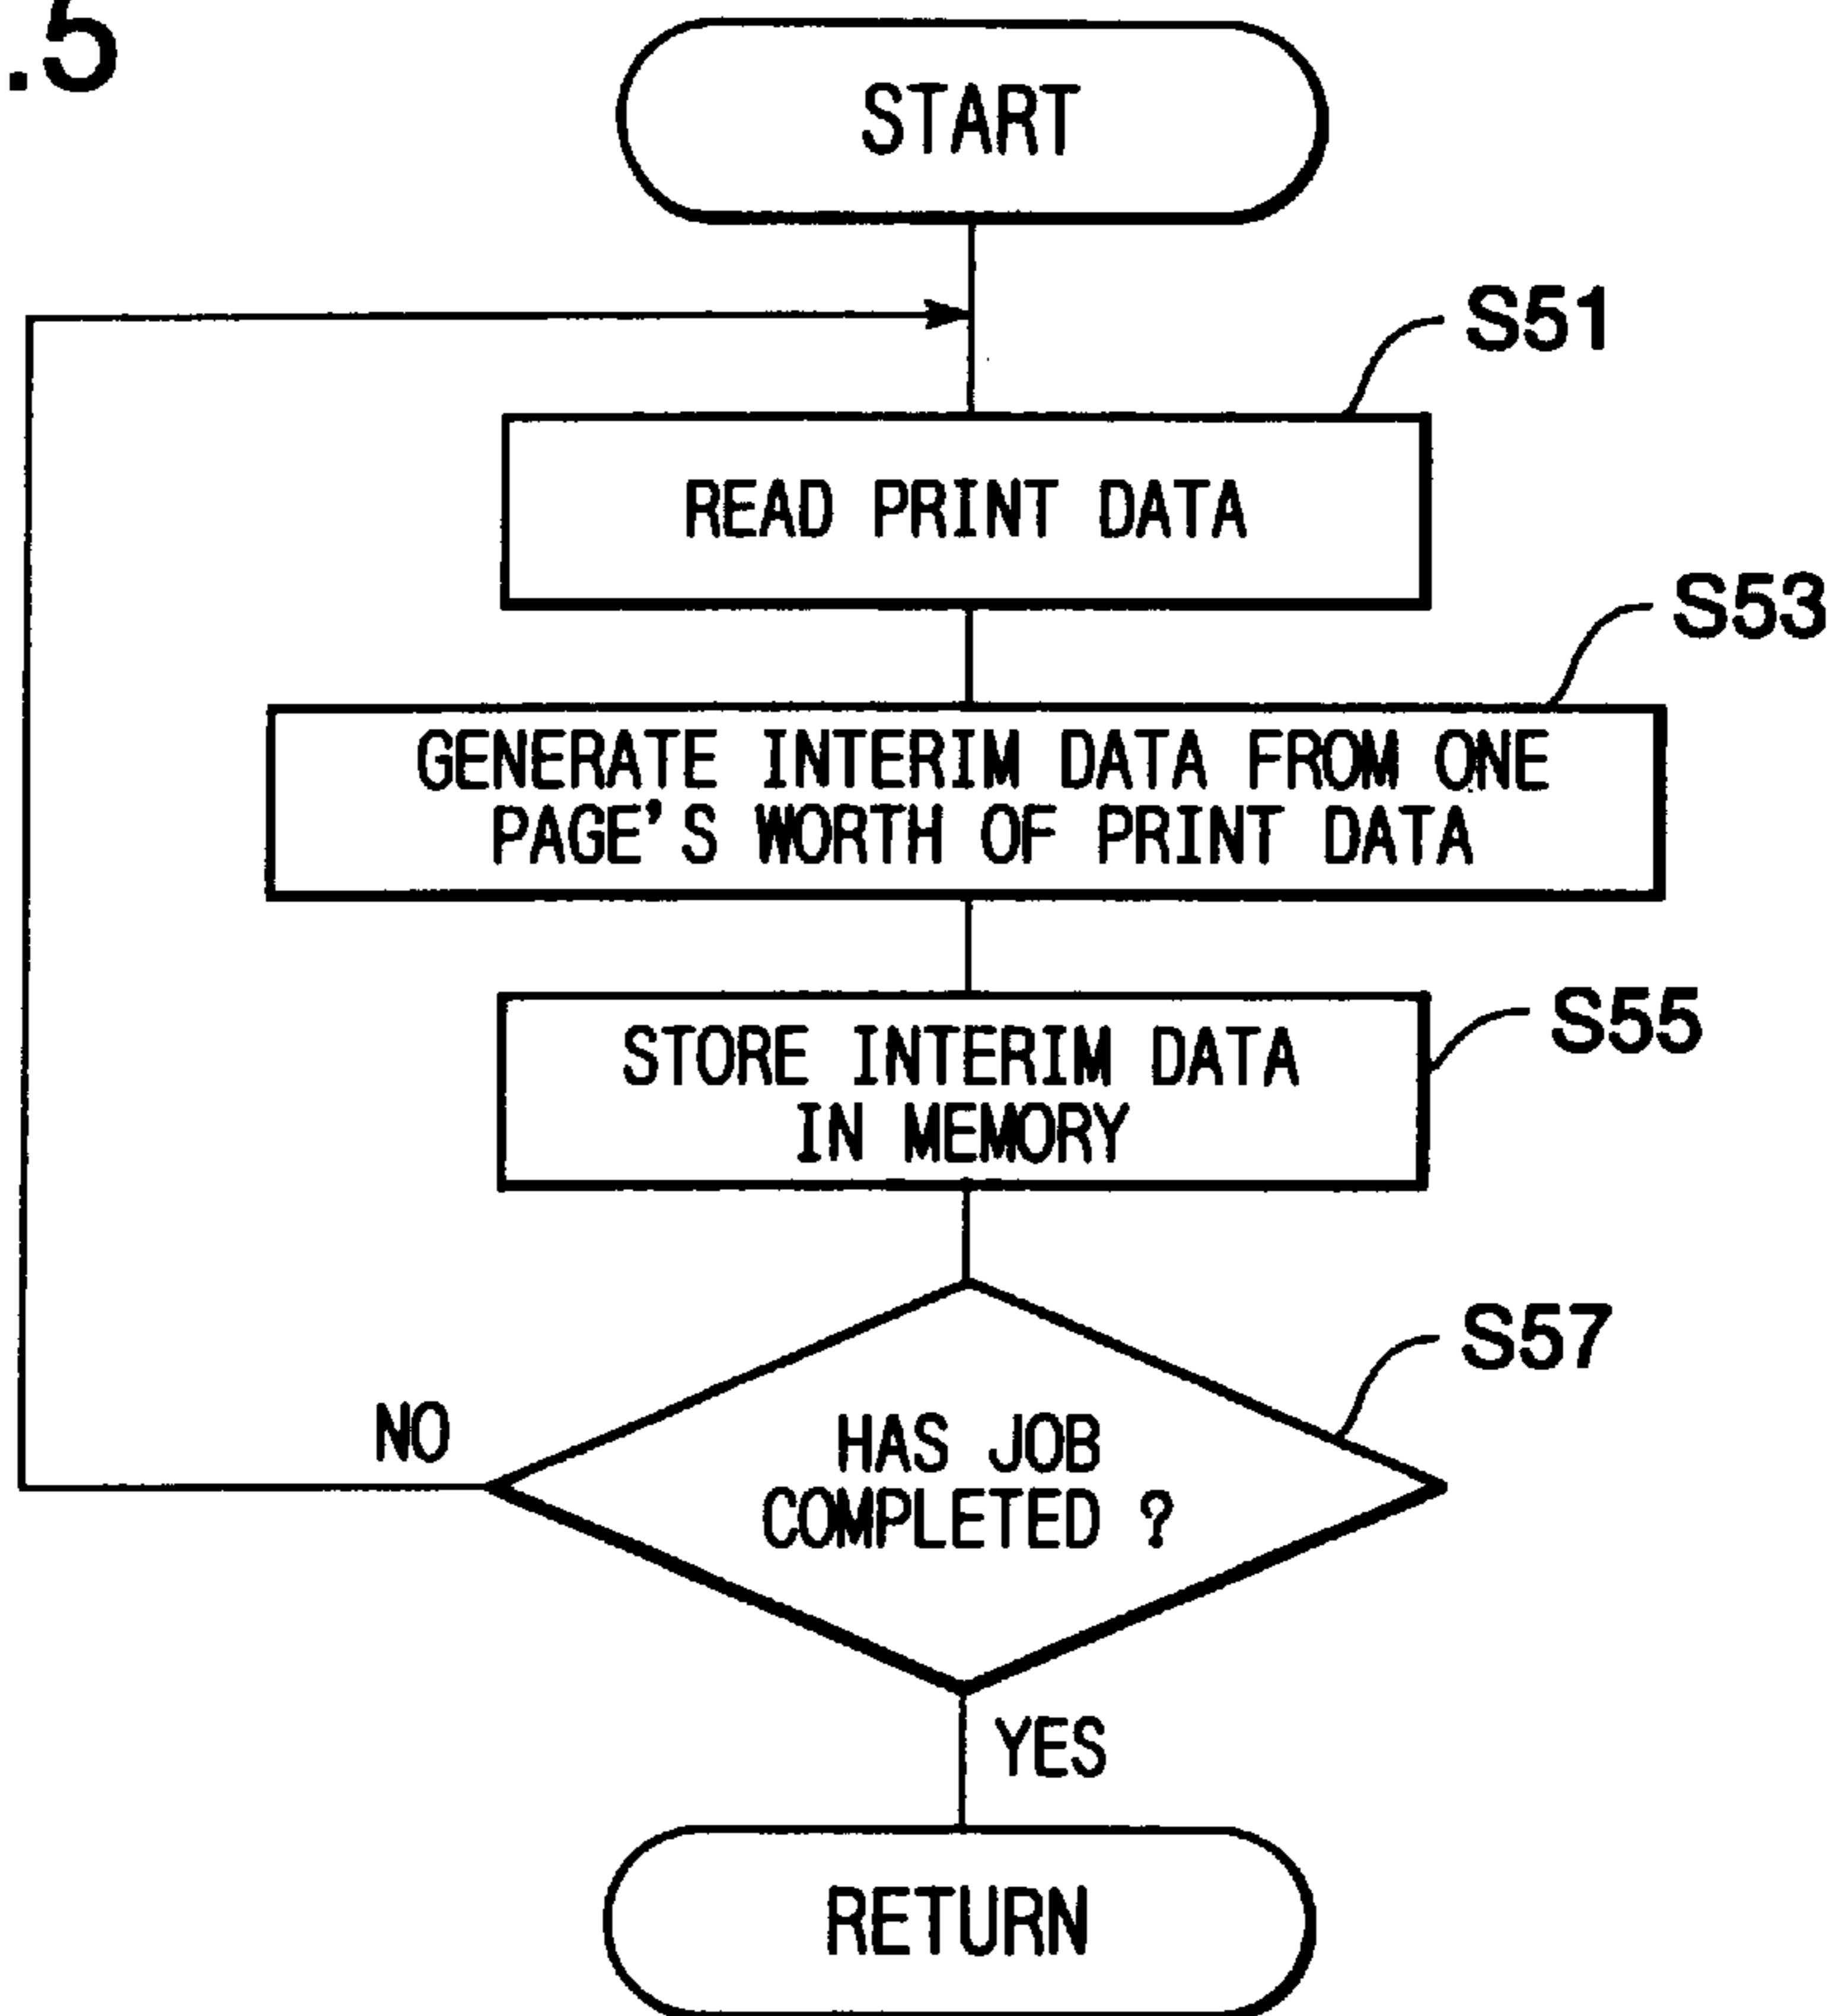 .5
START
S51
READ PRINT DATA
S53
GENERATE INTERIM DATA FROM ONE
PAGE'S WORTH OF PRINT DATA
S55
STORE INTERIM DATA
IN MEMORY
S57
HAS JOB
COMPLETED ?
NO
YES
RETURN